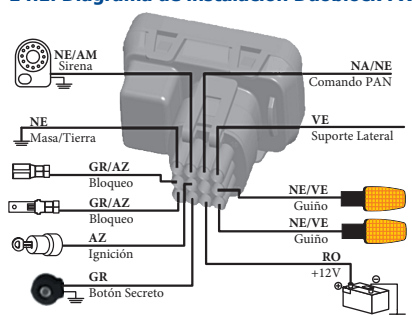 NE/AM
Sirena
NA/NE
Comando PAN
NE
Masa/Tierra
VE
Suporte Lateral
GR/AZ
Bloqueo
GR/AZ
Bloqueo
NE/VE
Guiño
NE/VE
Guiño
AZ
Ignición
RO
+12V
GR
Botón Secreto